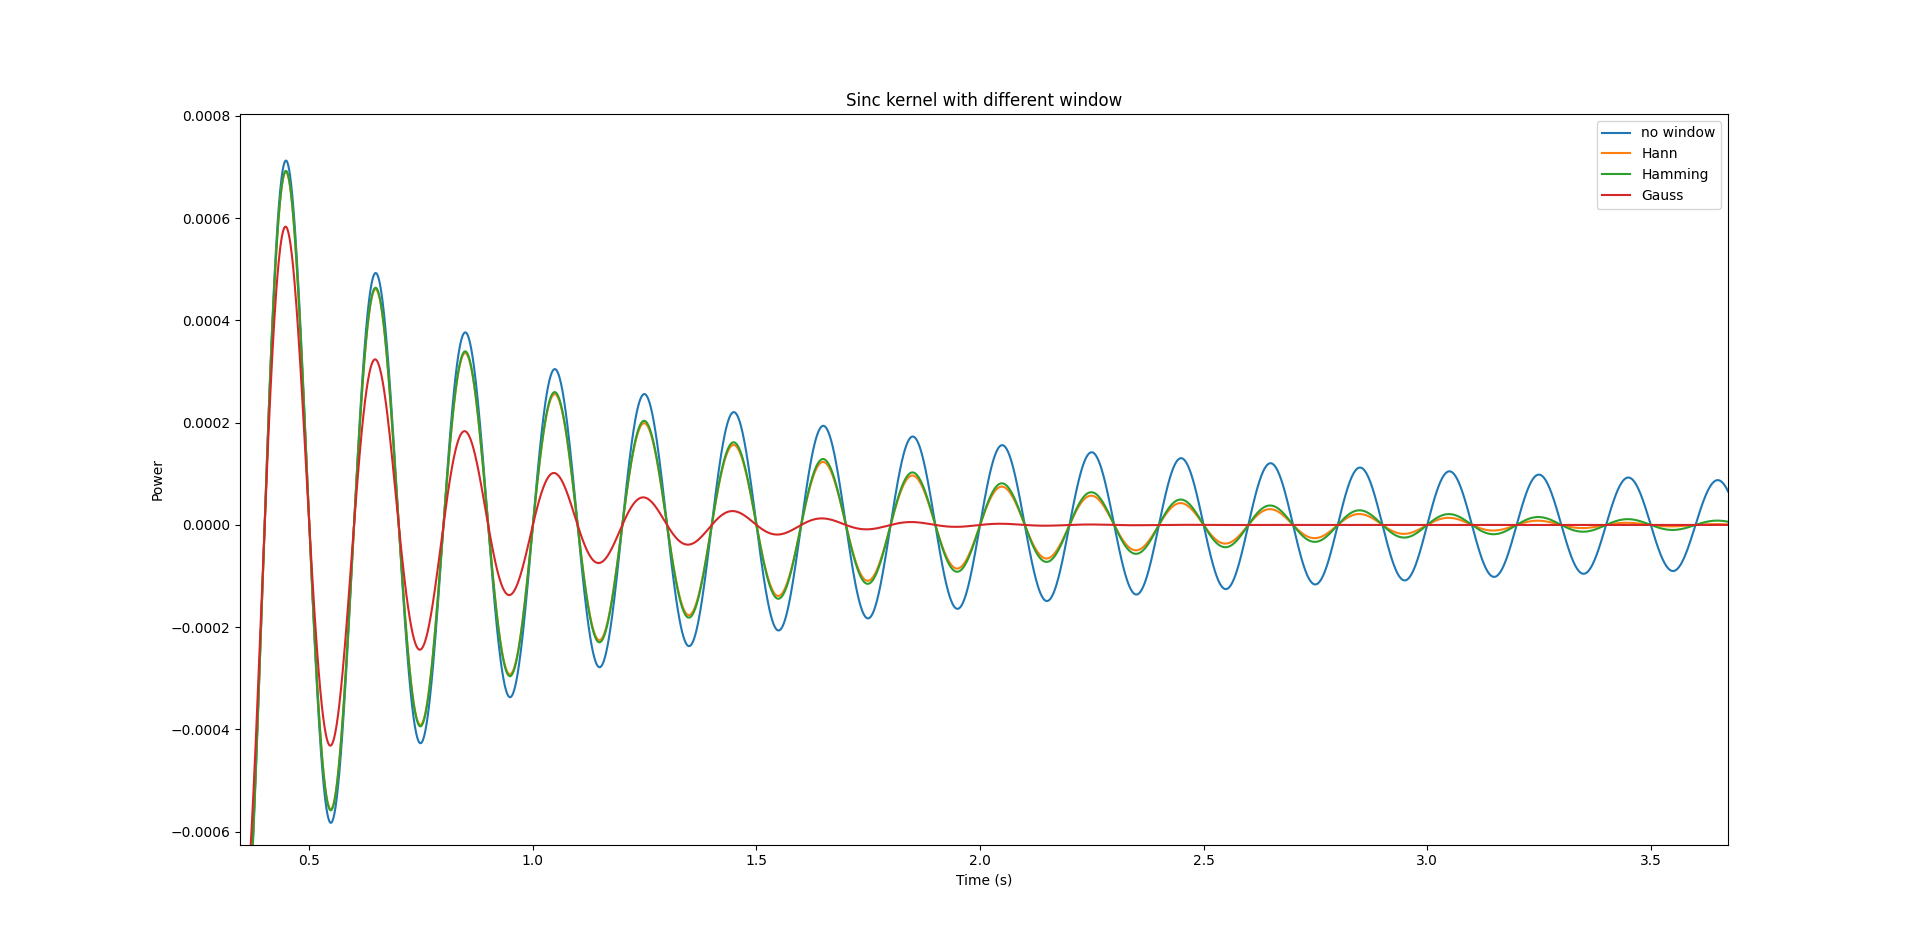 Sinc kernel with different window
0.0008
0.0006
0.0004
0.0002
0.0000
−0.0002
−0.0004
−0.0006
Power
no window
Hann
Hamming
Gauss
0.5 1.0 1.5 2.0 2.5 3.0 3.5
Time (s)